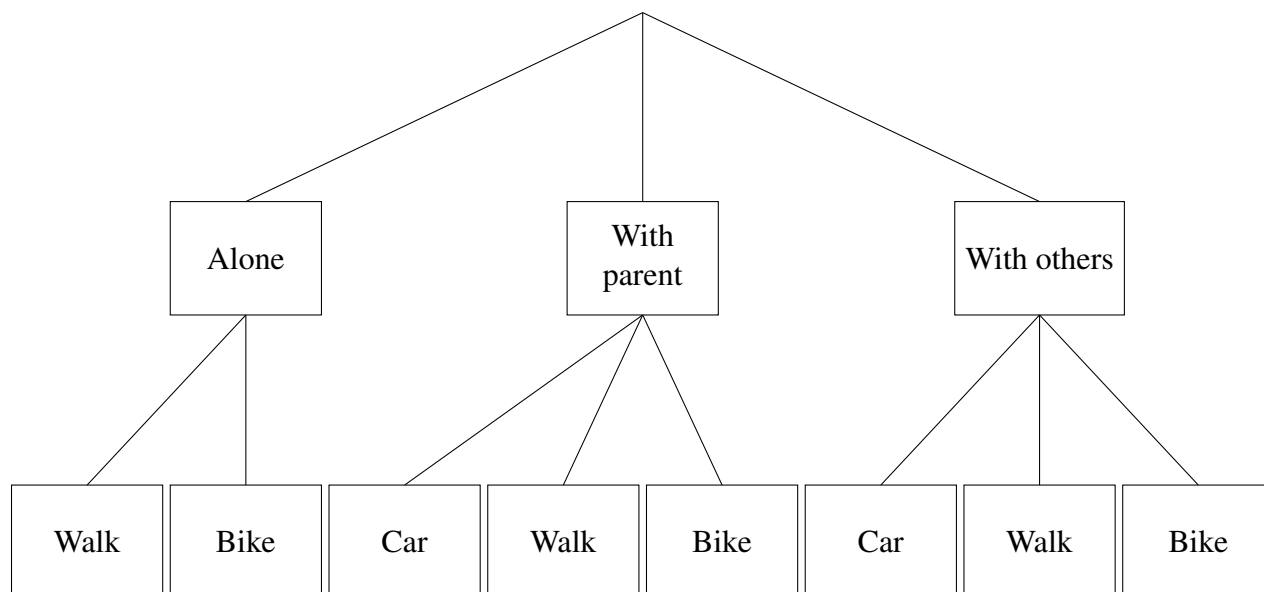 Alone
With
parent
With others
Walk
Bike
Car
Walk
Bike
Car
Walk
Bike